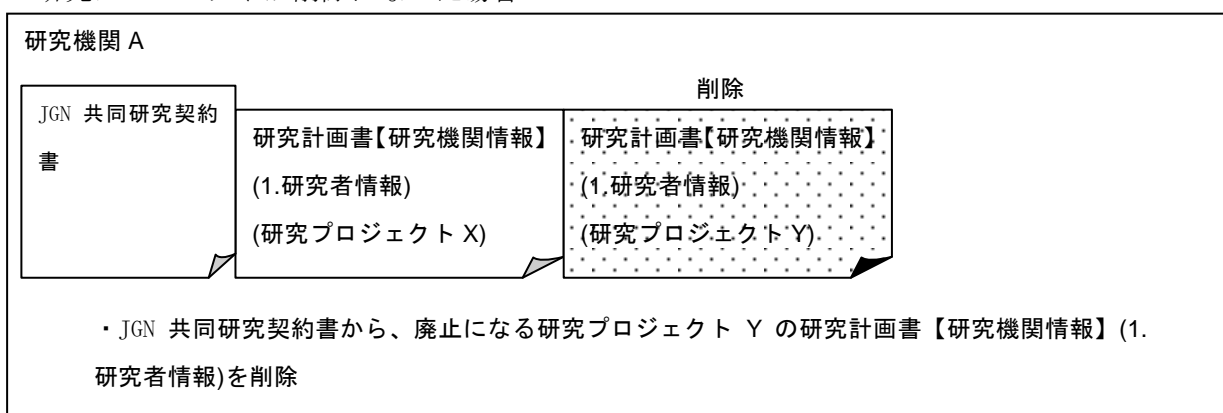 研究機関 A
削除
JGN 共同研究契約
書
研究計画書【研究機関情報】
(1.研究者情報)
(研究プロジェクト X)
研究計画書【研究機関情報】
(1.研究者情報)
(研究プロジェクト Y)
・JGN 共同研究契約書から、廃止になる研究プロジェクト Y の研究計画書【研究機関情報】(1.
研究者情報)を削除